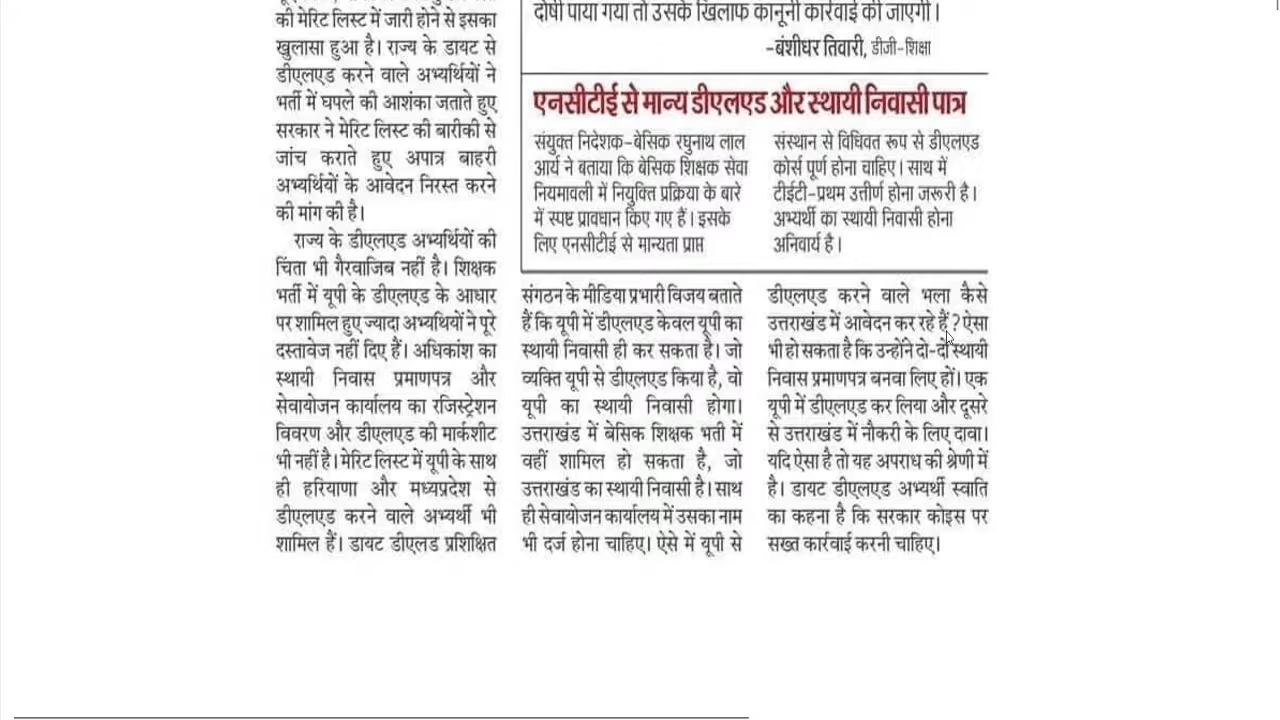 की मेरिट लिस्ट में जारी होने से इसका
खुलासा हुआ है। राज्य के डायट से
डीएलएड करने वाले अभ्यर्थियों ने
भर्ती में घपले की आशंका जताते हुए
सरकार ने मेरिट लिस्ट की बारीकी से
जांच कराते हुए अपात्र बाहरी
अभ्यर्थियों के आवेदन निरस्त करने
की मांग की है।
राज्य के डीएलएड अभ्यर्थियों की
चिंता भी गैरवाजिब नहीं है। शिक्षक
भर्ती में यूपी के डीएलएड के आधार
पर शामिल हुए ज्यादा अभ्यथियों ने पूरे
दस्तावेज नहीं दिए हैं। अधिकांश का
स्थायी निवास प्रमाणपत्र और
सेवायोजन कार्यालय का रजिस्ट्रेशन
विवरण और डीएलएड की मार्कशीट
भी नहीं है। मेरिट लिस्ट में यूपी के साथ
ही हरियाणा और मध्यप्रदेश से
डीएलएड करने वाले अभ्यर्थी भी
शामिल हैं। डायट डीएलड प्रशिक्षित
दोषी पाया गया तो उसके खिलाफ कानूनी कार्रवाई की जाएगी।
-बंशीधर तिवारी, डीजी-शिक्षा
एनसीटीई से मान्य डीएलएड और स्थायी निवासी पात्र
संयुक्त निदेशक-बेसिक रघुनाथ लाल
आर्य ने बताया कि बेसिक शिक्षक सेवा
नियमावली में नियुक्ति प्रक्रिया के बारे
में स्पष्ट प्रावधान किए गए हैं। इसके
लिए एनसीटीई से मान्यता प्राप्त
संस्थान से विधिवत रूप से डीएलएड
कोर्स पूर्ण होना चाहिए। साथ में
टीईटी-प्रथम उत्तीर्ण होना जरूरी है।
अभ्यर्थी का स्थायी निवासी होना
अनिवार्य है।
संगठन के मीडिया प्रभारी विजय बताते
हैं कि यूपी में डीएलएड केवल यूपी का
स्थायी निवासी ही कर सकता है। जो
व्यक्ति यूपी से डीएलएड किया है, वो
यूपी का स्थायी निवासी होगा।
उत्तराखंड में बेसिक शिक्षक भर्ती में
वहीं शामिल हो सकता है, जो
उत्तराखंड का स्थायी निवासी है। साथ
ही सेवायोजन कार्यालय में उसका नाम
भी दर्ज होना चाहिए। ऐसे में यूपी से
डीएलएड करने वाले भला कैसे
उत्तराखंड में आवेदन कर रहे हैं? ऐसा
भी हो सकता है कि उन्होंने दो-दो स्थायी
निवास प्रमाणपत्र बनवा लिए हों। एक
यूपी में डीएलएड कर लिया और दूसरे
से उत्तराखंड में नौकरी के लिए दावा।
यदि ऐसा है तो यह अपराध की श्रेणी में
है। डायट डीएलएड अभ्यर्थी स्वाति
का कहना है कि सरकार कोइस पर
सख्त कार्रवाई करनी चाहिए।